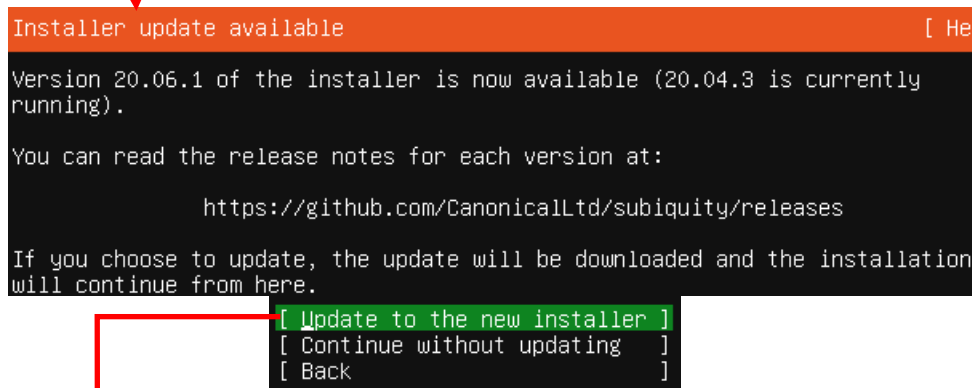 Installer update available [ He
Version 20.06.1 of the installer is now available (20.04.3 is currently
running).
You can read the release notes for each version at:
https://github.com/CanonicalLtd/subiquity/releases
If you choose to update, the update will be downloaded and the installation
will continue from here.
[ Update to the new installer ]
[ Continue without updating ]
[ Back ]